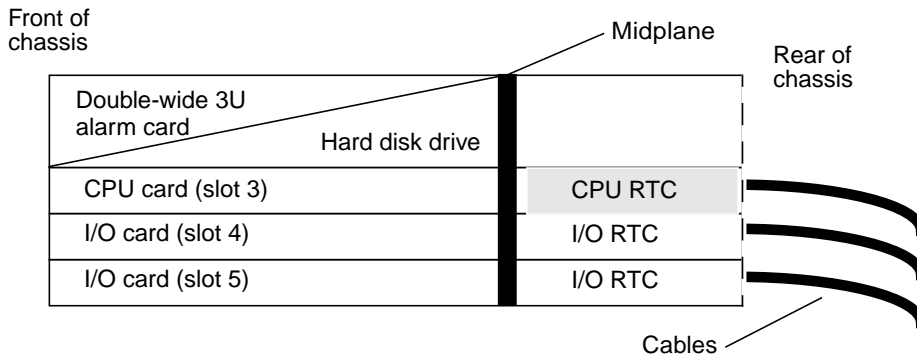 Front of
chassis
Midplane
Rear of
chassis
Double-wide 3U
alarm card
Hard disk drive
CPU card (slot 3)
CPU RTC
I/O card (slot 4)
I/O RTC
I/O card (slot 5)
I/O RTC
Cables